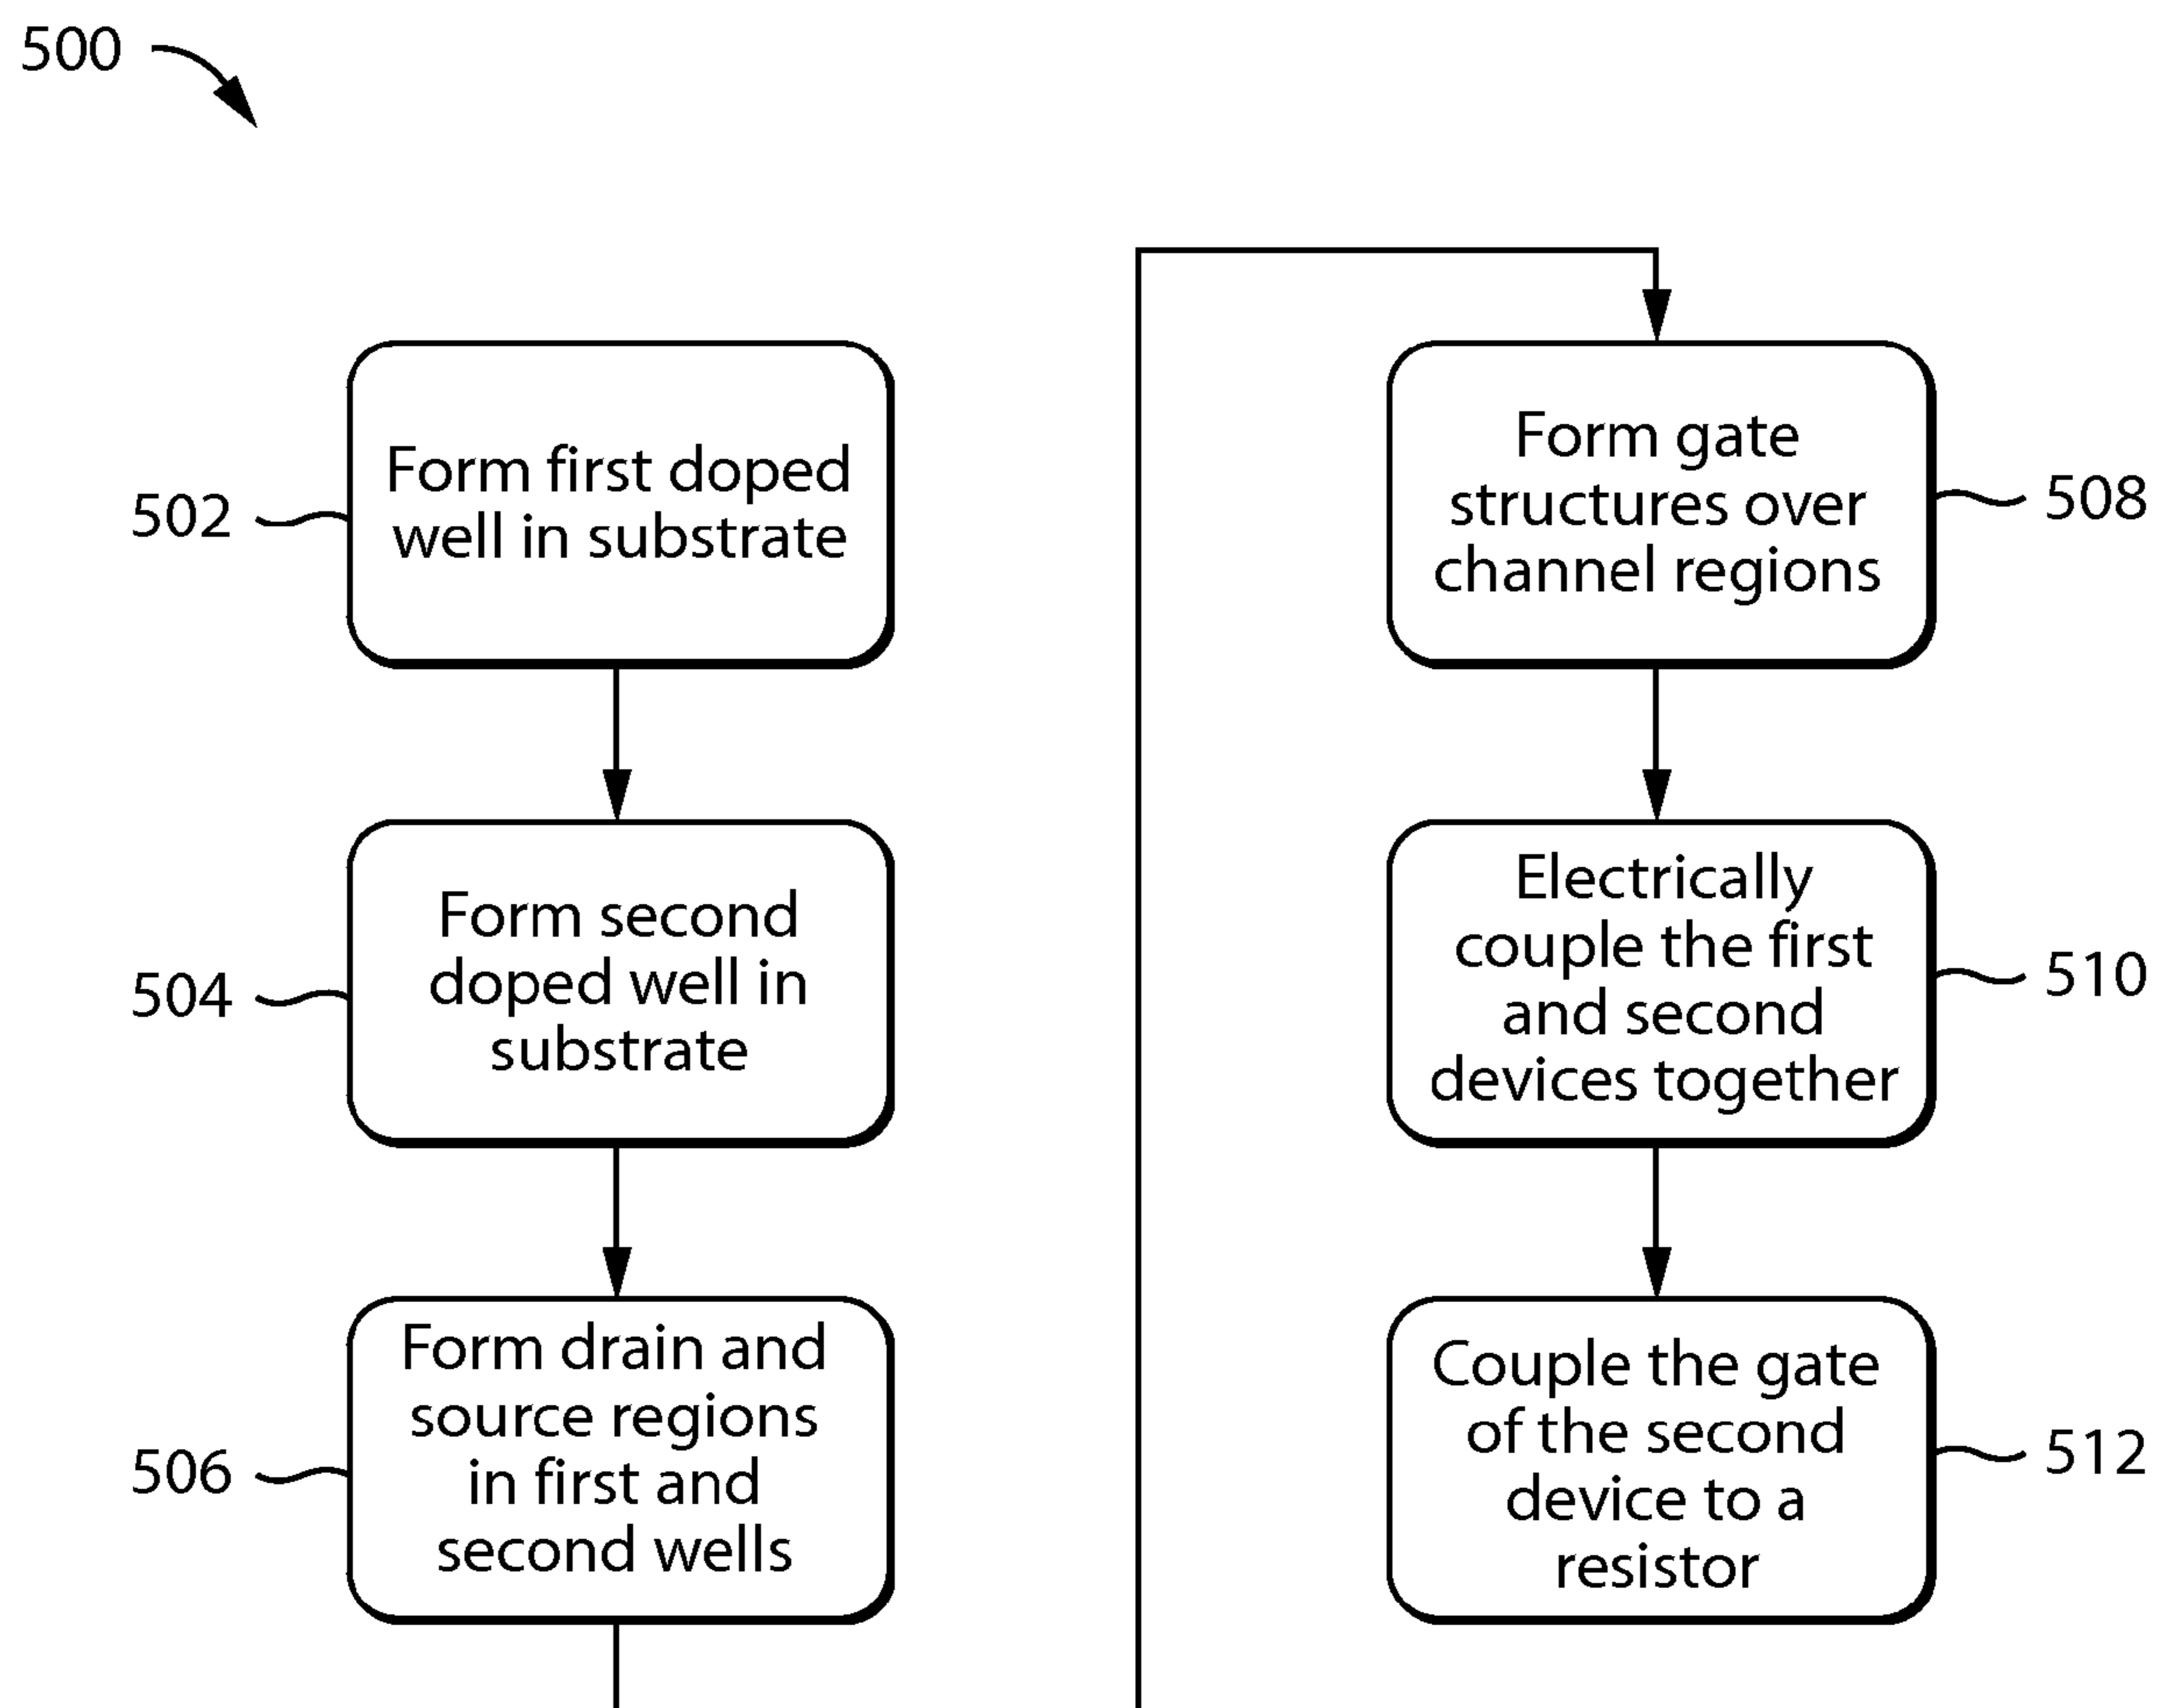 500
502
Form first doped
well in substrate
504
Form second
doped well in
substrate
506
Form drain and
source regions
in first and
second wells
Form gate
structures over
channel regions
508
Electrically
couple the first
and second
devices together
510
Couple the gate
of the second
device to a
resistor
512